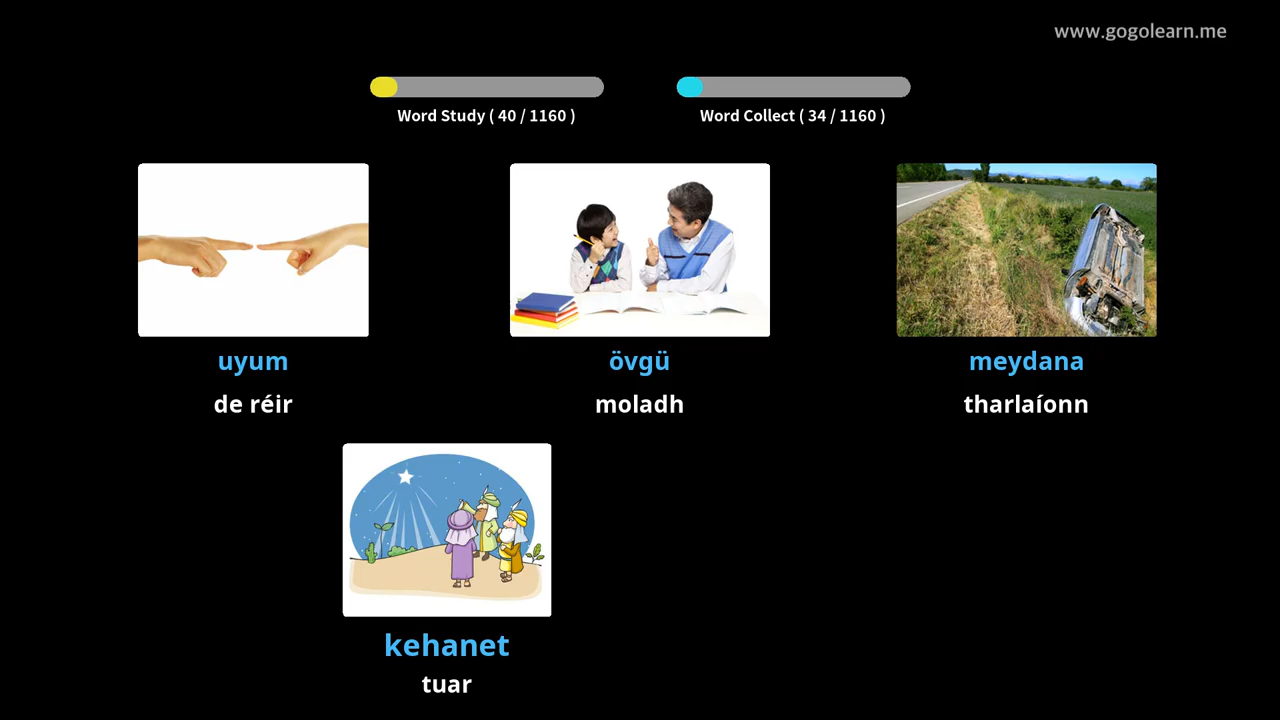 www.gogolearn.me
Word Study ( 40 / 1160 )
Word Collect ( 34 / 1160 )
uyum
de réir
övgü
moladh
meydana
tharlaíonn
kehanet
tuar